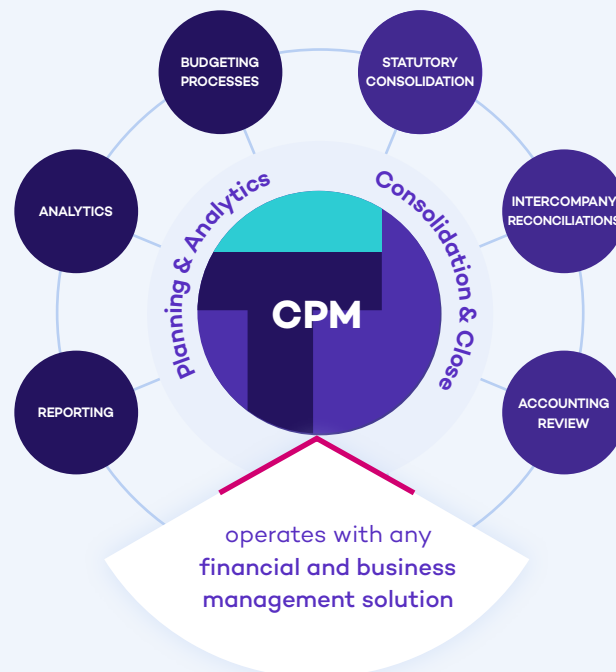 BUDGETING
PROCESSES
STATUTORY
CONSOLIDATION
ANALYTICS
INTERCOMPANY
RECONCILIATIONS
Planning & Analytics
Consolidation & Close
CPM
REPORTING
ACCOUNTING
REVIEW
operates with any
financial and business
management solution